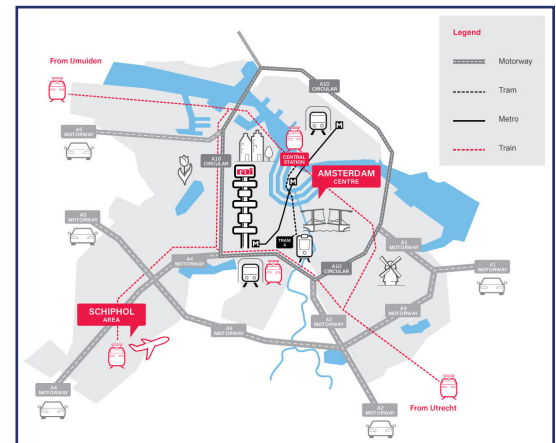 Legend
Motorway
Tram
Metro
Train
From Umuiden
A10
CIRCULAR
M
A5
MOTORWAY
CENTRAL
STATION
A10
CIRCULAR
rai
M
AMSTERDAM
CENTRE
A9
MOTORWAY
M
TRAM
4
A1
MOTORWAY
A4
MOTORWAY
A10
CIRCULAR
A1
MOTORWAY
SCHIPHOL
AREA
A9
MOTORWAY
A2
MOTORWAY
A9
MOTORWAY
A4
MOTORWAY
From Utrecht
A2
MOTORWAY